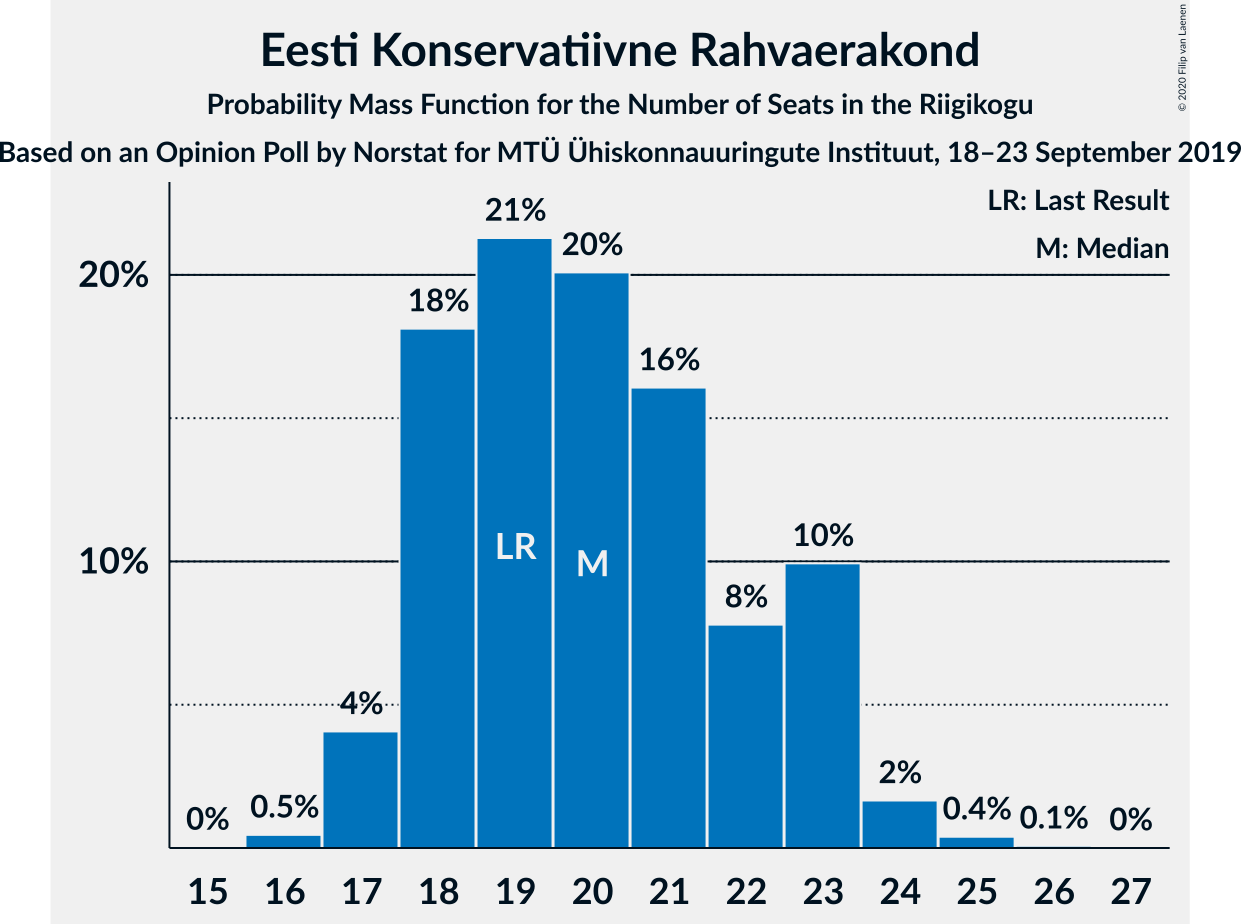 Eesti Konservatiivne Rahvaerakond
Probability Mass Function for the Number of Seats in the Riigikogu
Based on an Opinion Poll by Norstat for MTÜ Ühiskonnauuringute Instituut, 18–23 September 2019
© 2020 Filip van Laenen
LR: Last Result
M: Median
21%
20%
20%
18%
16%
LR
M
10%
10%
8%
4%
2%
0%
0.5%
0.4%
0.1%
0%
15 16 17 18 19 20 21 22 23 24 25 26 27